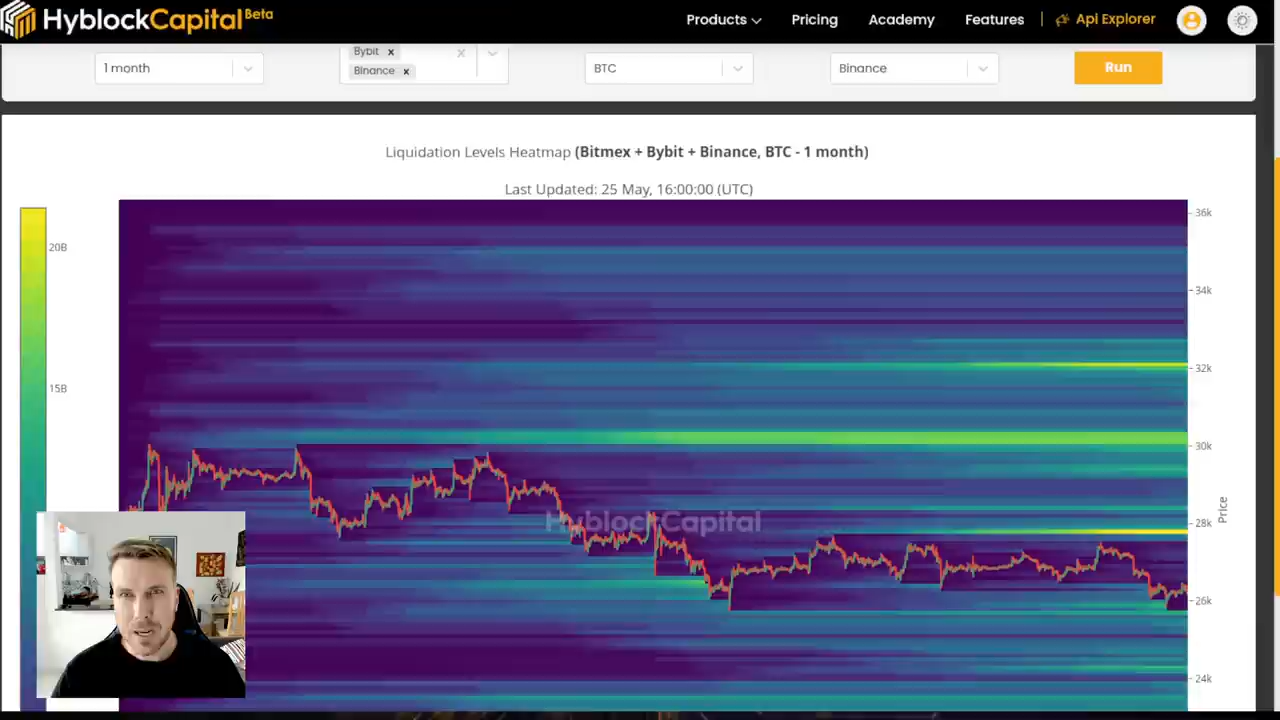 HyblockCapital Beta
Products Pricing Academy Features Api Explorer
1 month Bybit x BTC Binance Run
Binance x
Liquidation Levels Heatmap (Bitmex + Bybit + Binance, BTC - 1 month)
Last Updated: 25 May, 16:00:00 (UTC)
20B
15B
36k
34k
32k
30k
28k
26k
24k
Price
HyblockCapital